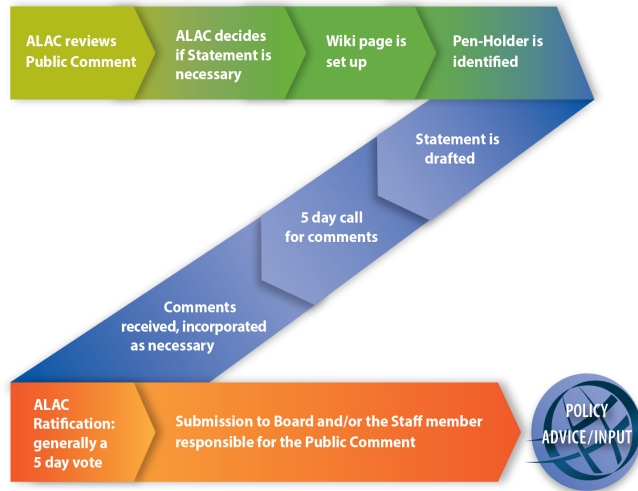 ALAC reviews
Public Comment
ALAC decides
if Statement is
necessary
Wiki page is
set up
Pen-Holder is
identified
Statement is
drafted
5 day call
for comments
Comments
received, incorporated
as necessary
ALAC
Ratification:
generally a
5 day vote
Submission to Board and/or the Staff member
responsible for the Public Comment
POLICY
ADVICE/INPUT